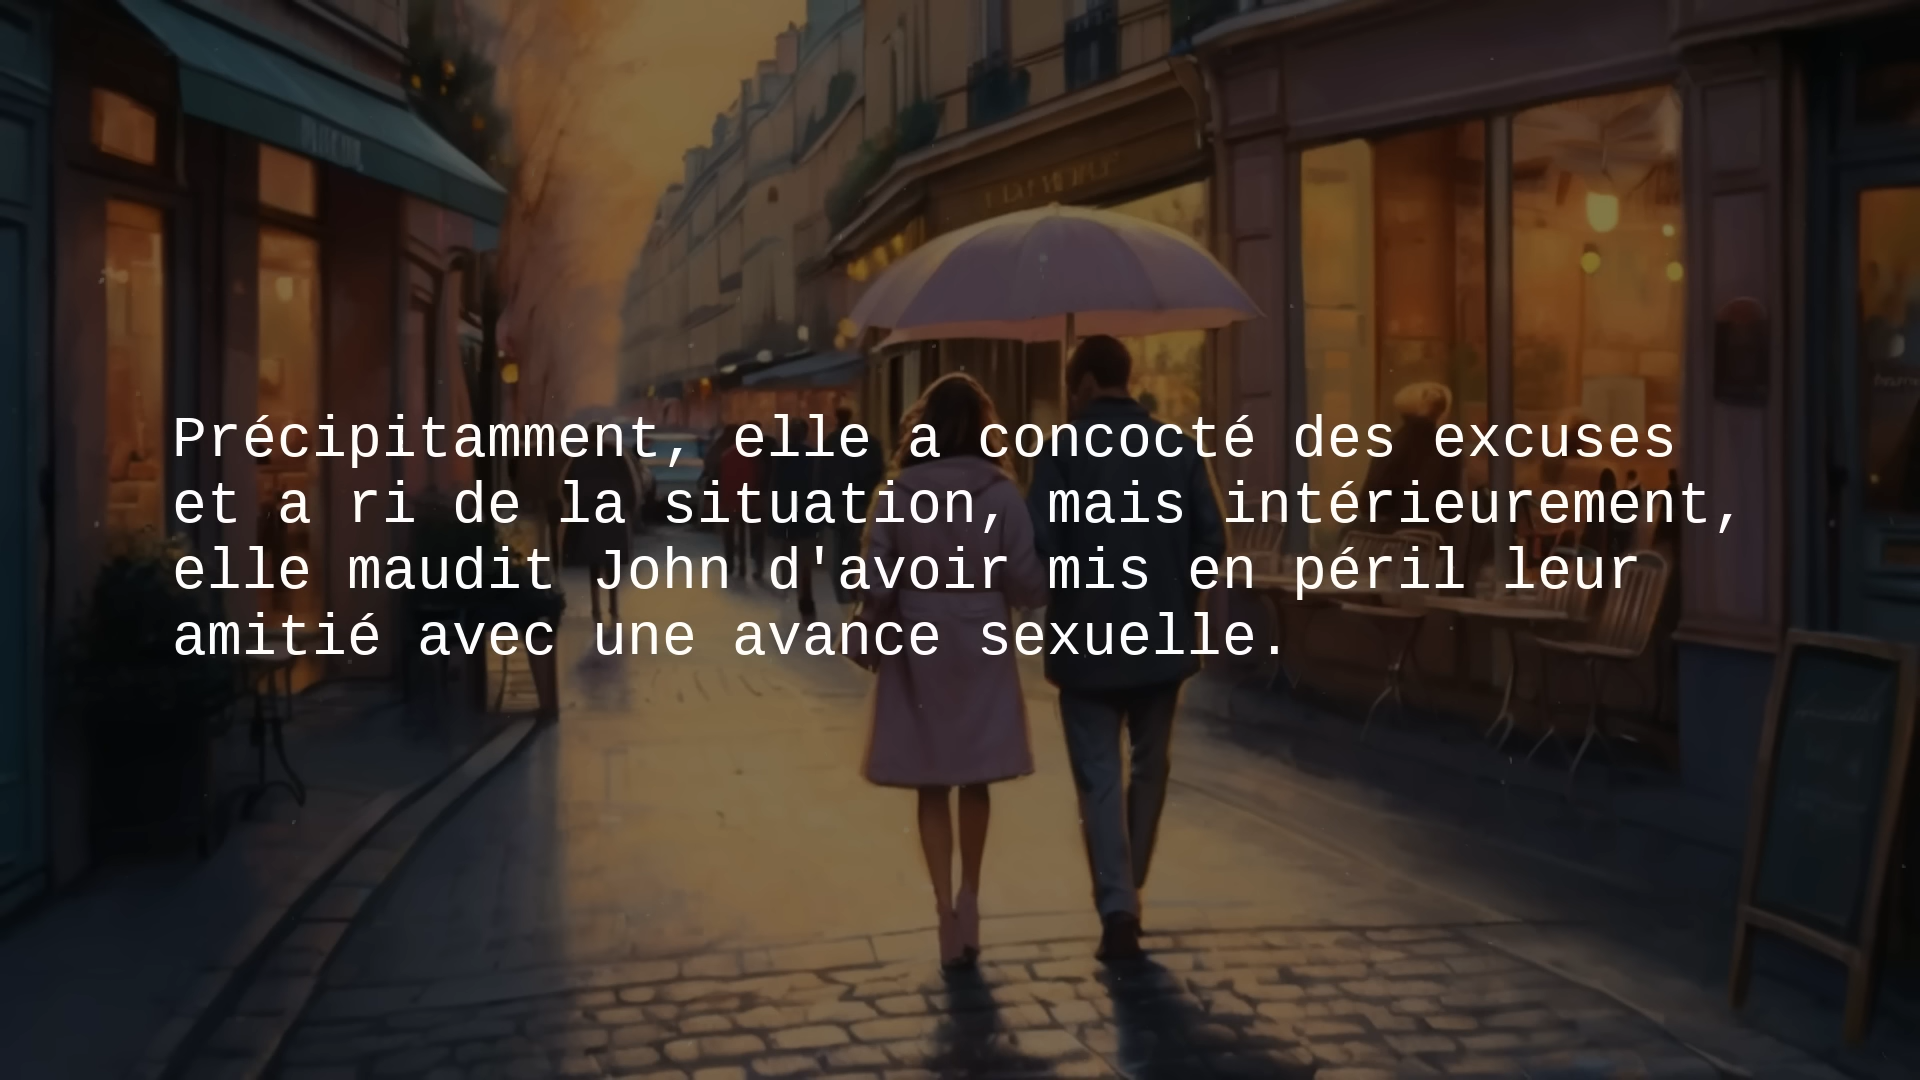 Précipitamment, elle a concocté des excuses
et a ri de la situation, mais intérieurement,
elle maudit John d'avoir mis en péril leur
amitié avec une avance sexuelle.